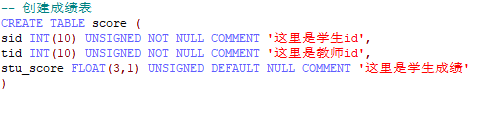 -- 创建成绩表
CREATE TABLE score (
sid INT(10) UNSIGNED NOT NULL COMMENT '这里是学生id',
tid INT(10) UNSIGNED NOT NULL COMMENT '这里是教师id',
stu_score FLOAT(3,1) UNSIGNED DEFAULT NULL COMMENT '这里是学生成绩'
)